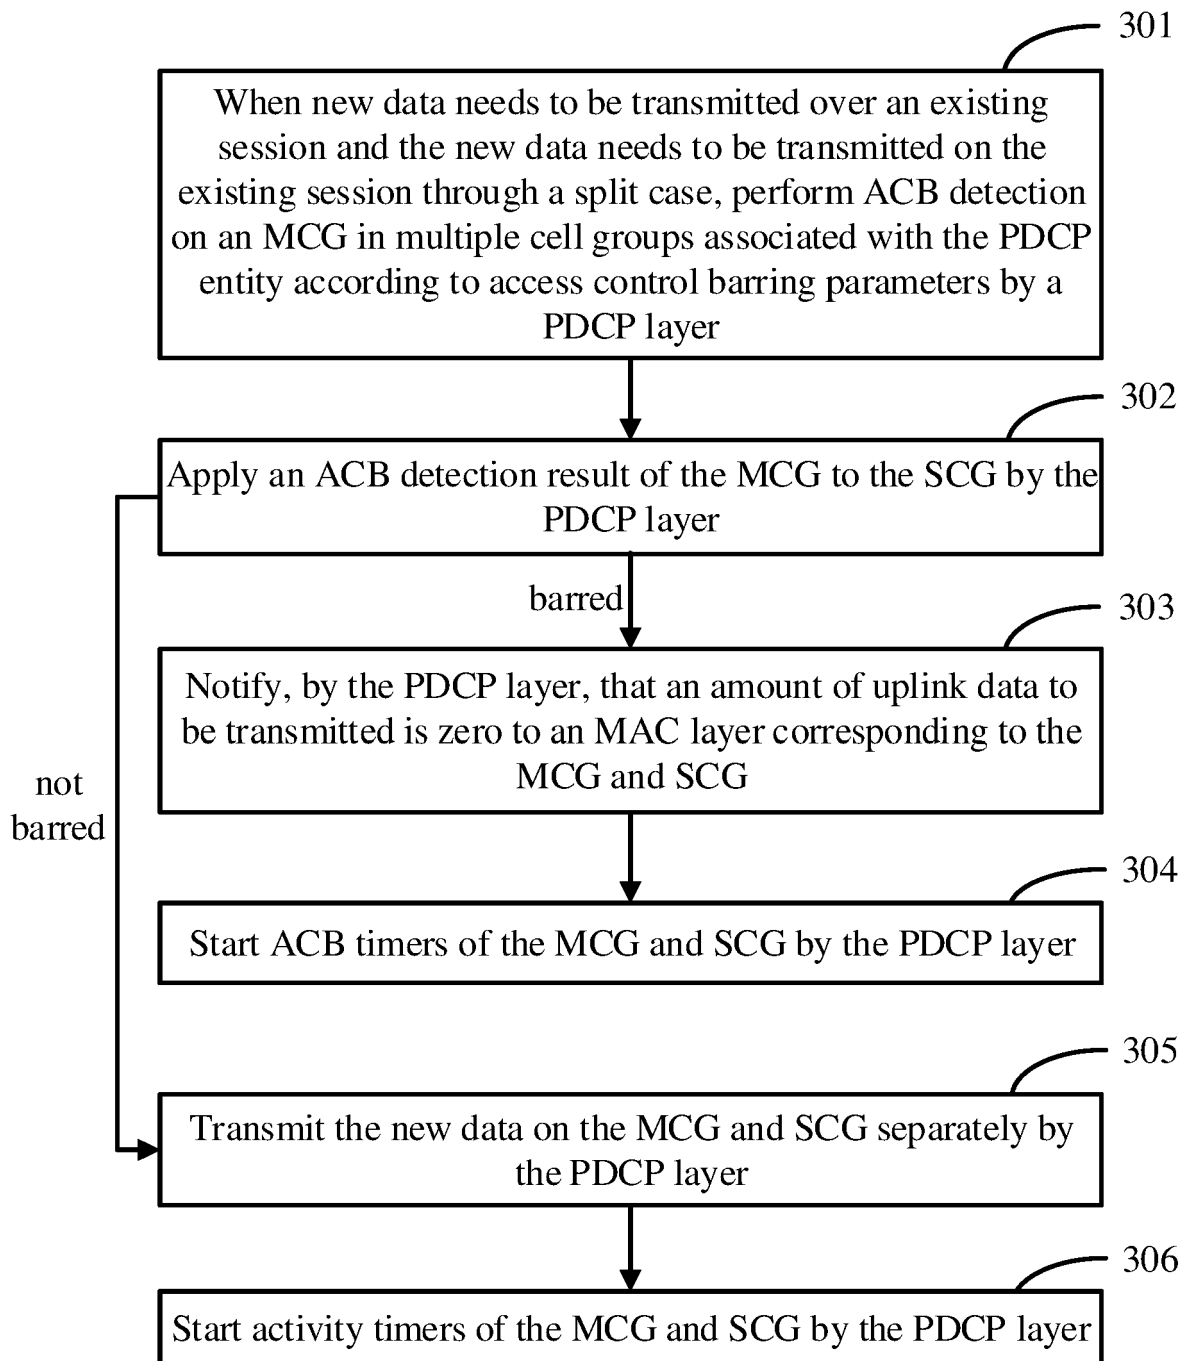 301
When new data needs to be transmitted over an existing
session and the new data needs to be transmitted on the
existing session through a split case, perform ACB detection
on an MCG in multiple cell groups associated with the PDCP
entity according to access control barring parameters by a
PDCP layer
302
Apply an ACB detection result of the MCG to the SCG by the
PDCP layer
barred
303
Notify, by the PDCP layer, that an amount of uplink data to
be transmitted is zero to an MAC layer corresponding to the
MCG and SCG
not
barred
304
Start ACB timers of the MCG and SCG by the PDCP layer
305
Transmit the new data on the MCG and SCG separately by
the PDCP layer
306
Start activity timers of the MCG and SCG by the PDCP layer